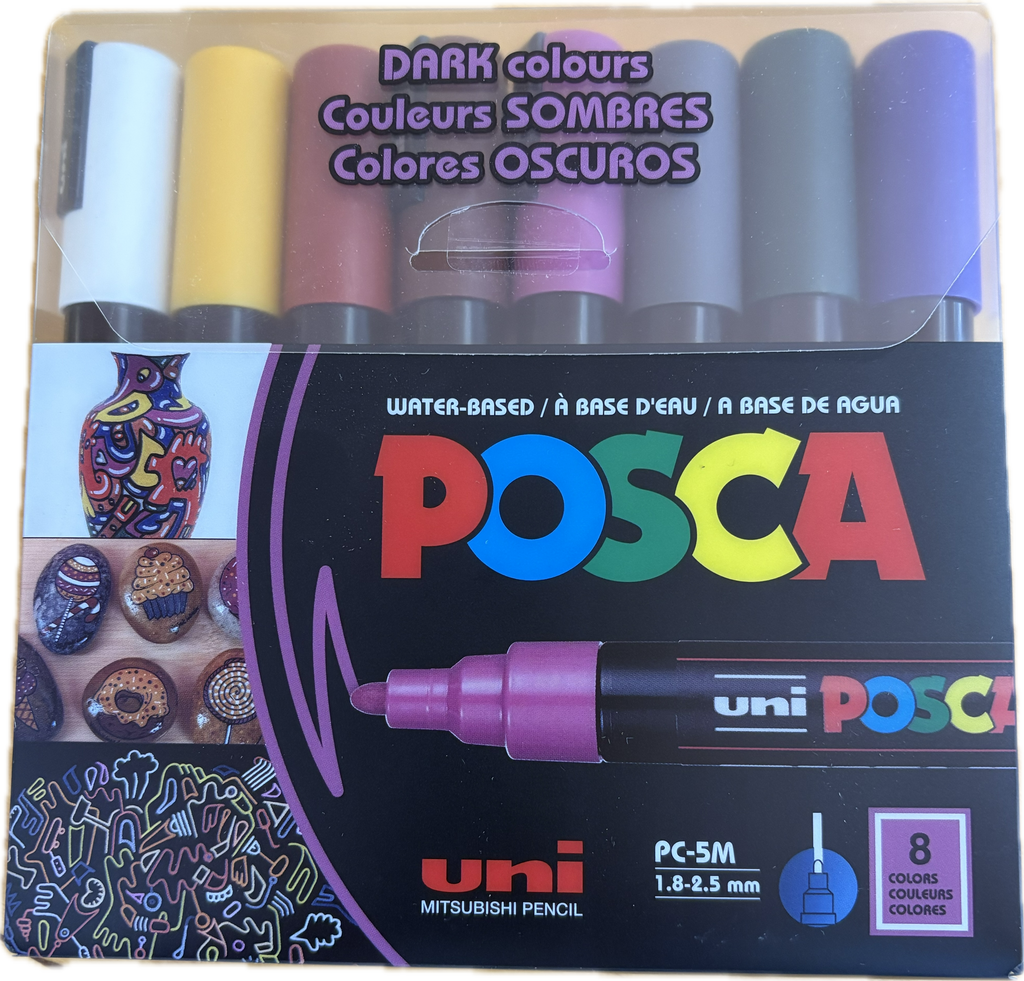 DARK colours
Couleurs SOMBRES
Colores OSCUROS
WATER-BASED / À BASE D'EAU / A BASE DE AGUA
POSCA
uni POSCA
uni
MITSUBISHI PENCIL
PC-5M
1.8-2.5 mm
8
COLORS
COULEURS
COLORES